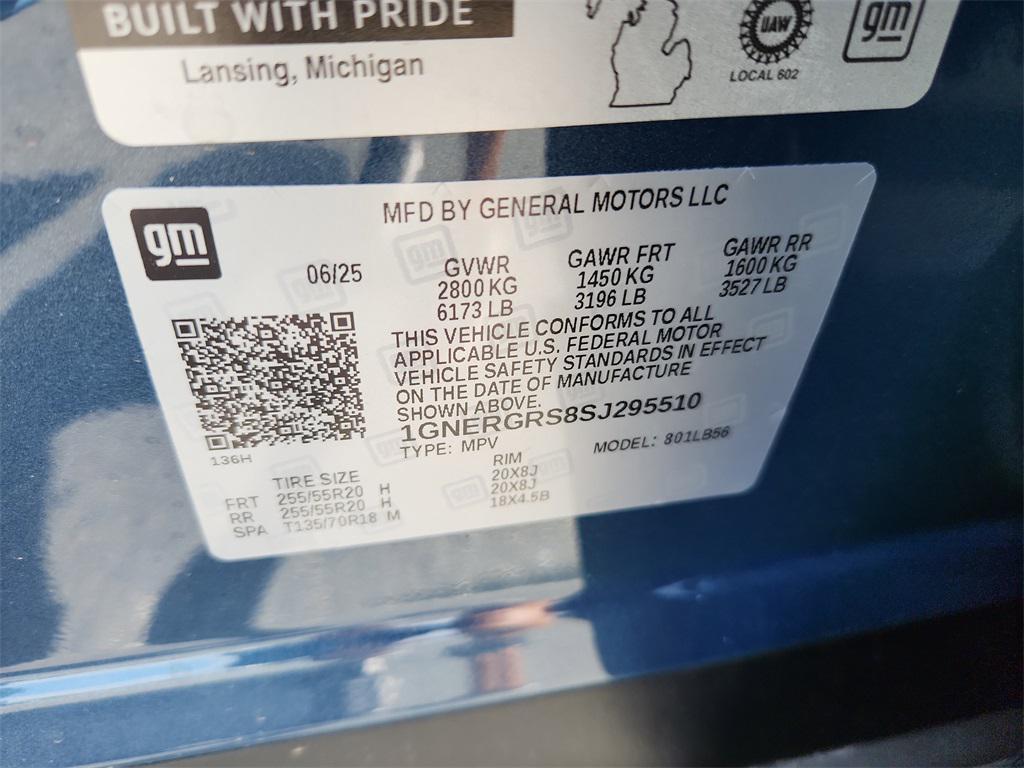 BUILT WITH PRIDE
Lansing, Michigan
UAW
LOCAL 602
gm
MFD BY GENERAL MOTORS LLC
gm
06/25
GVWR
2800 KG
6173 LB
GAWR FRT
1450 KG
3196 LB
GAWR RR
1600 KG
3527 LB
THIS VEHICLE CONFORMS TO ALL
APPLICABLE U.S. FEDERAL MOTOR
VEHICLE SAFETY STANDARDS IN EFFECT
ON THE DATE OF MANUFACTURE
SHOWN ABOVE.
1GNERGRS8SJ295510
TYPE: MPV
MODEL: 801LB56
136H
TIRE SIZE RIM
FRT 255/55R20 H 20X8J
RR 255/55R20 H 20X8J
SPA T135/70R18 M 18X4.5B